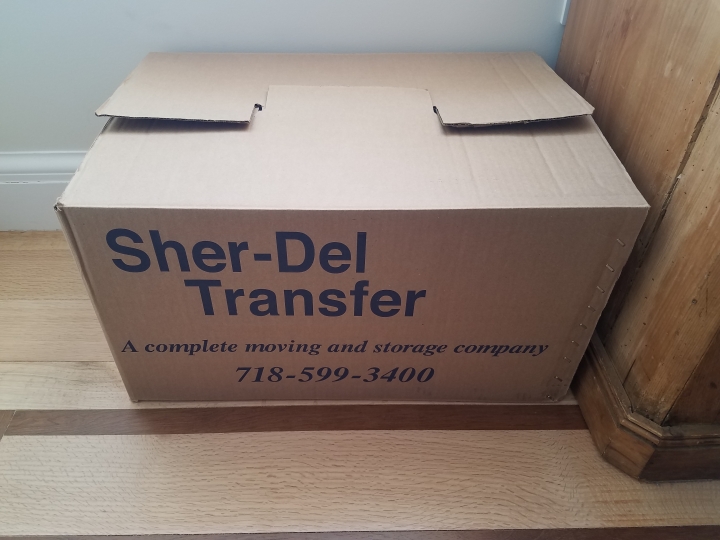 Sher-Del
Transfer
A complete moving and storage company
718-599-3400